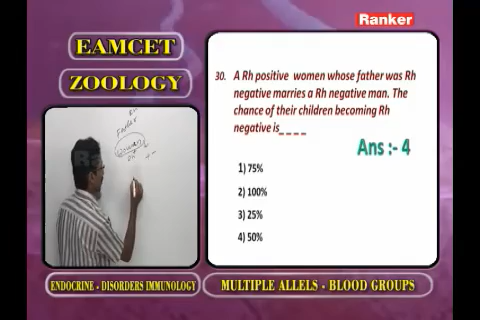 Ranker
EAMCET
ZOOLOGY
30. A Rh positive women whose father was Rh
negative marries a Rh negative man. The
chance of their children becoming Rh
negative is_ _ _ _
Ans :- 4
1) 75%
2) 100%
3) 25%
4) 50%
Father
ENDOCRINE - DISORDERS IMMUNOLOGY
MULTIPLE ALLELS - BLOOD GROUPS